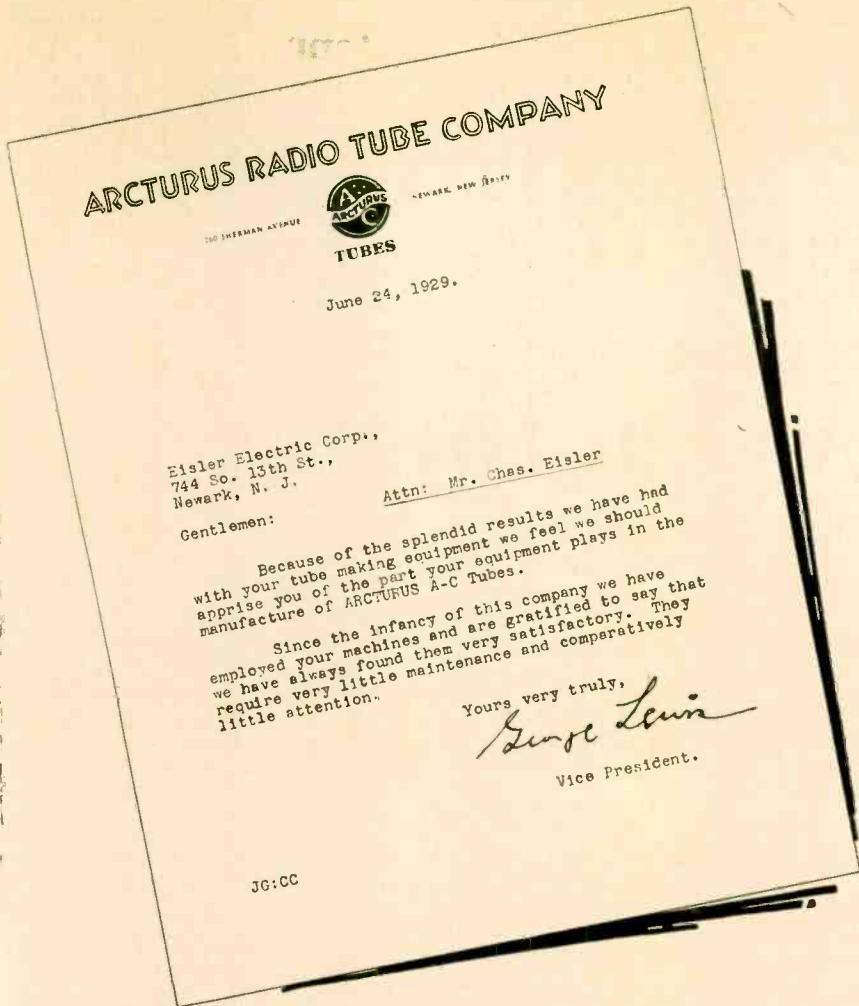 ARCTURUS RADIO TUBE COMPANY
260 SHERMAN AVENUE
A
ARCTURUS
C
NEWARK, NEW JERSEY
TUBES
June 24, 1929.
Eisler Electric Corp.,
744 So. 13th St.,
Newark, N. J.
Attn: Mr. Chas. Eisler
Gentlemen:
Because of the splendid results we have had
with your tube making equipment we feel we should
apprise you of the part your equipment plays in the
manufacture of ARCTURUS A-C Tubes.
Since the infancy of this company we have
employed your machines and are gratified to say that
we have always found them very satisfactory. They
require very little maintenance and comparatively
little attention.
Yours very truly,
George Lewis
Vice President.
JG:CC